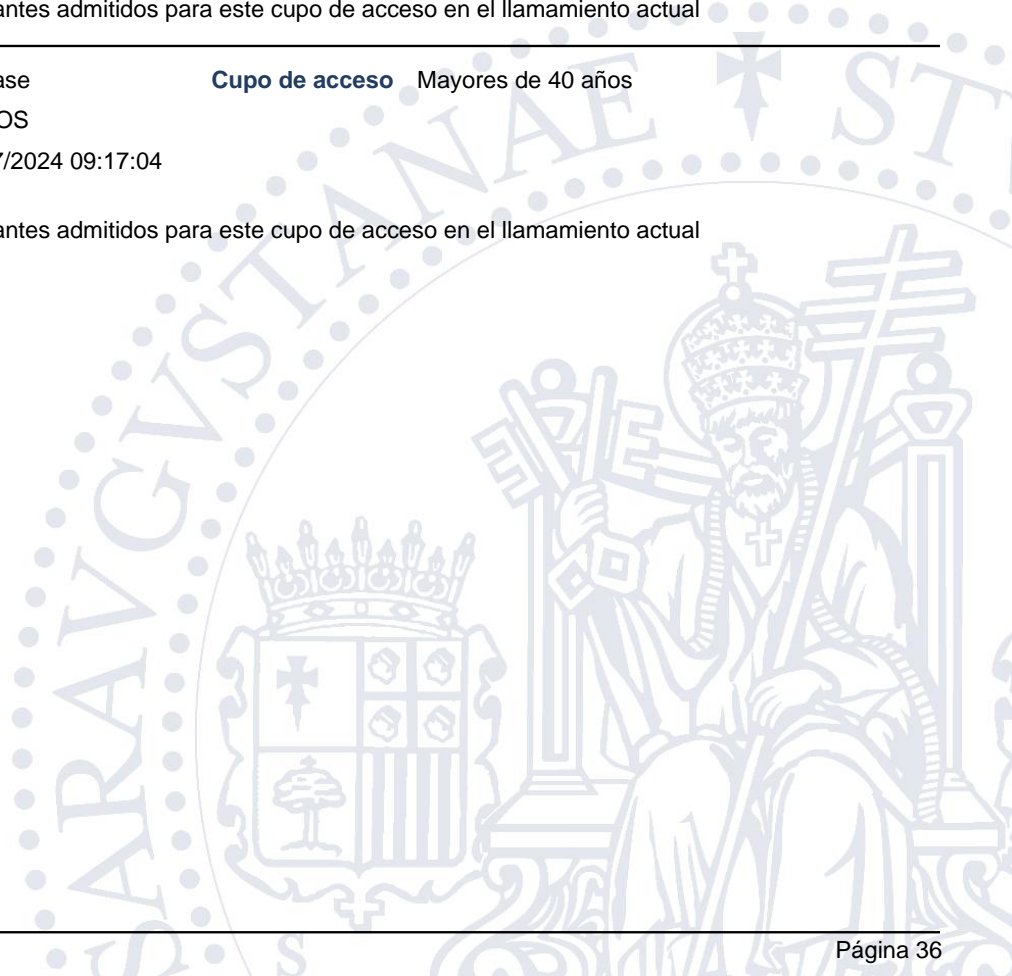 antes admitidos para este cupo de acceso en el llamamiento actual
ase Cupo de acceso Mayores de 40 años
OS
7/2024 09:17:04
antes admitidos para este cupo de acceso en el llamamiento actual
SARAVGVSTANAE ST
S
Página 36